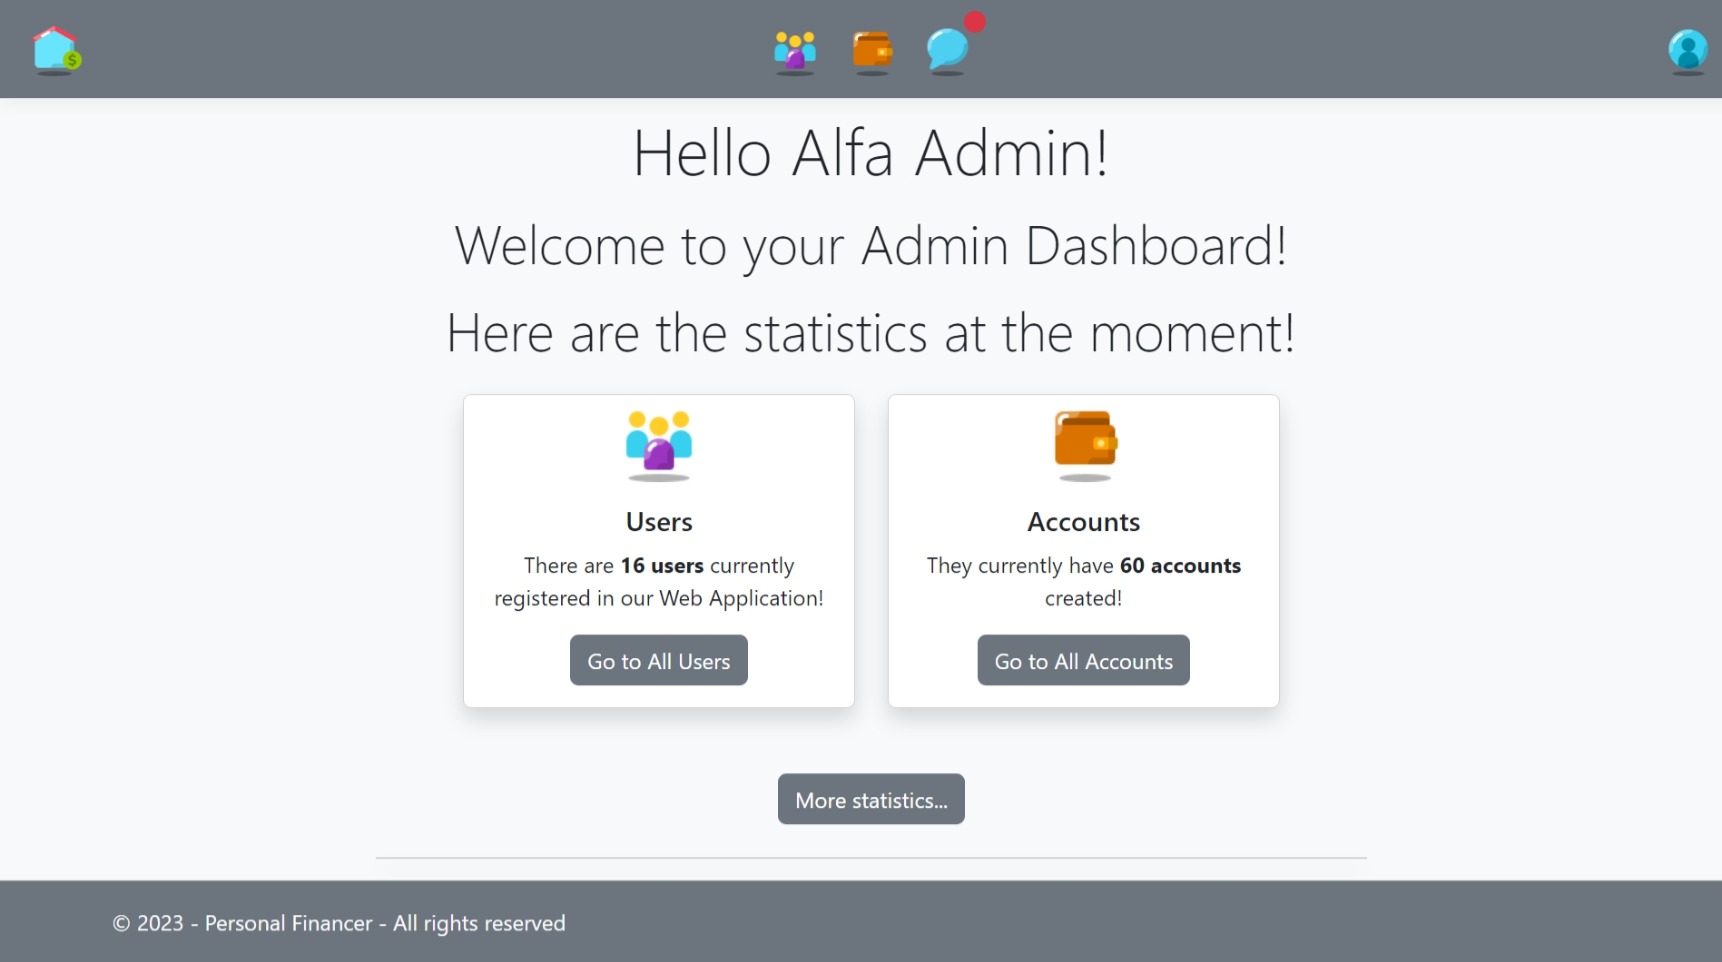 Hello Alfa Admin!
Welcome to your Admin Dashboard!
Here are the statistics at the moment!
Users
There are 16 users currently
registered in our Web Application!
Go to All Users
Accounts
They currently have 60 accounts
created!
Go to All Accounts
More statistics...
© 2023 - Personal Financer - All rights reserved